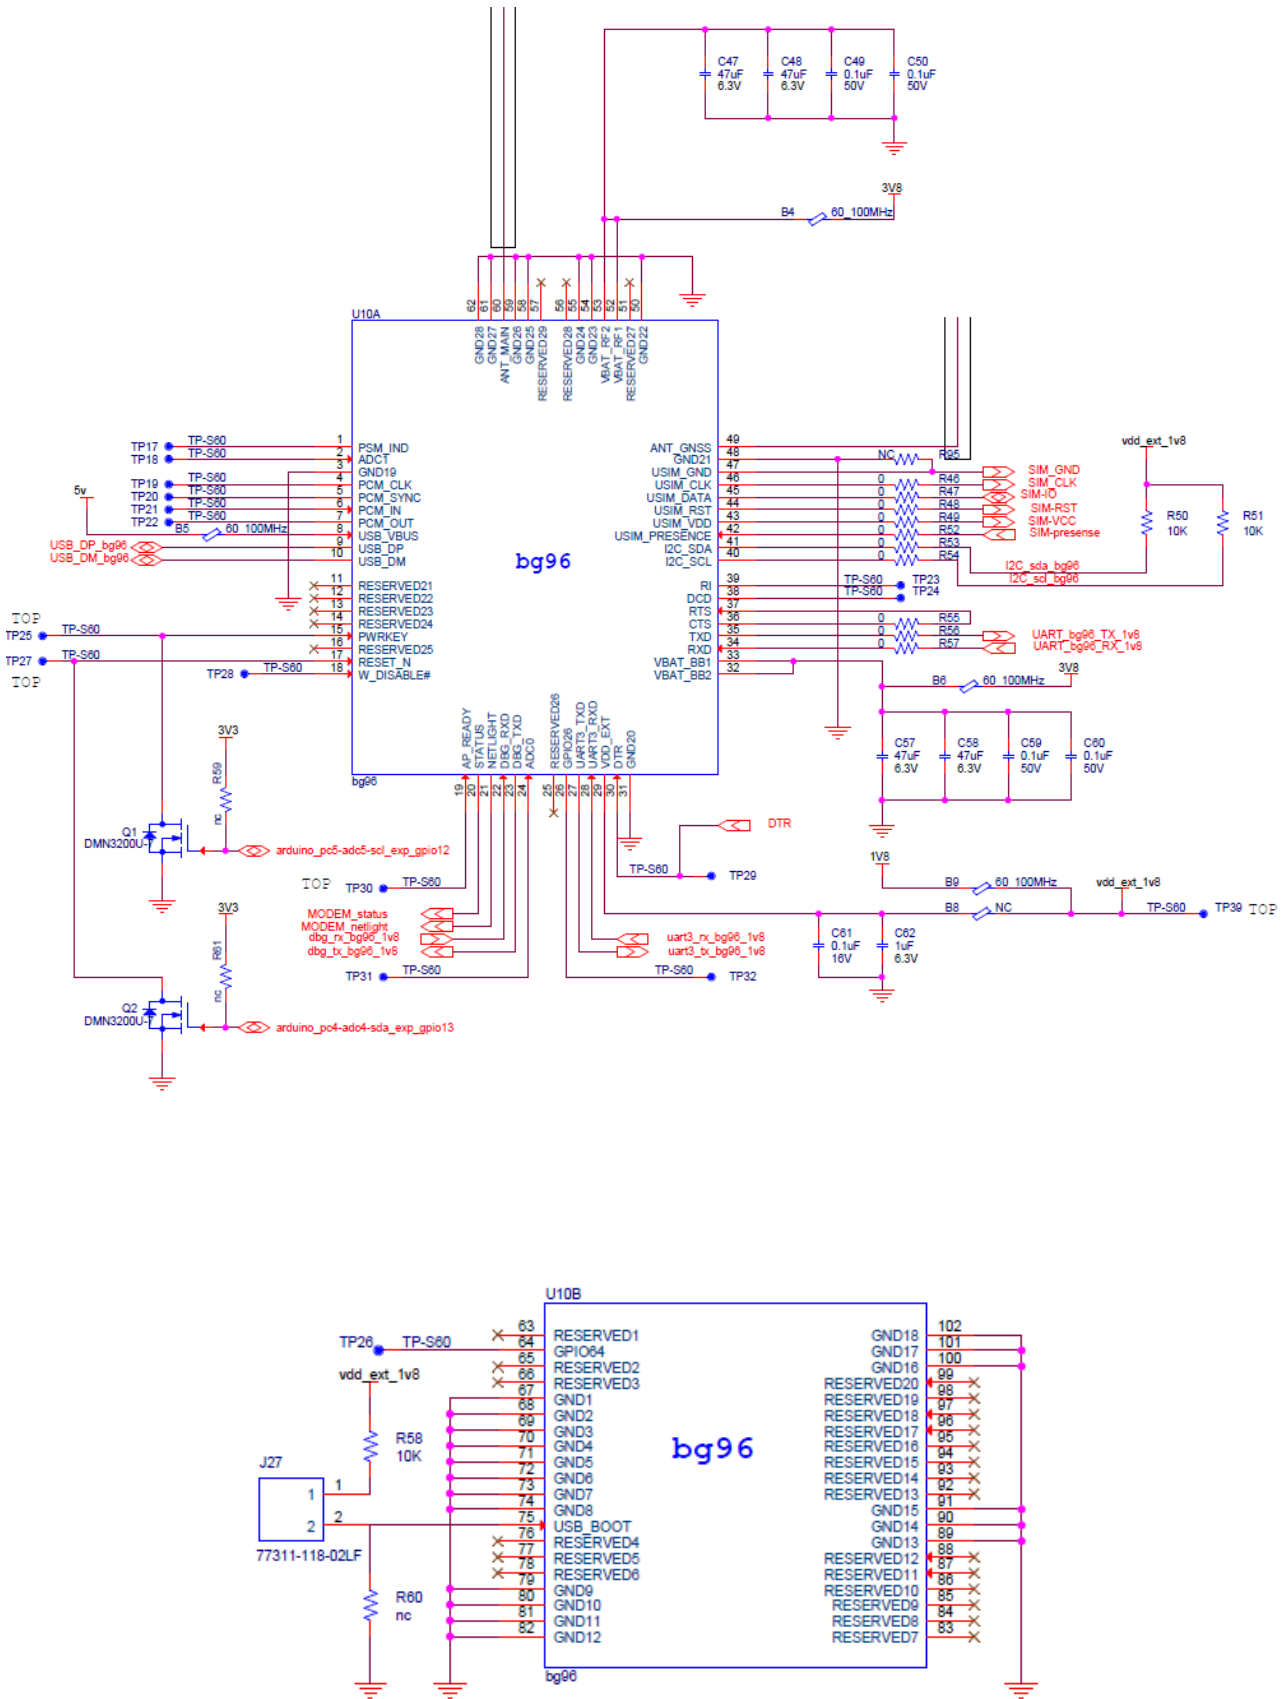 C47
47uF
6.3V
C48
47uF
6.3V
C49
0.1uF
50V
C50
0.1uF
50V
3V8
B4 60_100MHz
62
61
60
59
58
57
56
55
54
53
52
51
50
U10A
GND28
GND27
ANT_MAIN
GND26
GND25
RESERVED29
RESERVED28
GND24
GND23
VBAT_RF2
VBAT_RF1
RESERVED27
GND22
TP17 TP-S60 1 PSM_IND
TP18 TP-S60 2 ADCT
3 GND19
TP19 TP-S60 4 PCM_CLK
TP20 TP-S60 5 PCM_SYNC
TP21 TP-S60 6 PCM_IN
TP22 TP-S60 7 PCM_OUT
5v
B5 60_100MHz 8 USB_VBUS
USB_DP_bg96 9 USB_DP
USB_DM_bg96 10 USB_DM
11 RESERVED21
12 RESERVED22
13 RESERVED23
14 RESERVED24
TOP
TP25 TP-S60 15 PWRKEY
16 RESERVED25
TP27 TP-S60 17 RESET_N
TOP
TP28 TP-S60 18 W_DISABLE#
bg96
ANT_GNSS 49
GND21 48 NC R95
USIM_GND 47 SIM_GND
USIM_CLK 46 0 R46 SIM_CLK
USIM_DATA 45 0 R47 SIM-IO
USIM_RST 44 0 R48 SIM-RST
USIM_VDD 43 0 R49 SIM-VCC
USIM_PRESENCE 42 0 R52 SIM-presense
I2C_SDA 41 0 R53 I2C_sda_bg96
I2C_SCL 40 0 R54 I2C_scl_bg96
vdd_ext_1v8
R50
10K
R51
10K
RI 39 TP-S60 TP23
DCD 38 TP-S60 TP24
RTS 37
CTS 36 0 R55
TXD 35 0 R56 UART_bg96_TX_1v8
RXD 34 0 R57 UART_bg96_RX_1v8
VBAT_BB1 33
VBAT_BB2 32
3V8
B6 60_100MHz
C57
47uF
6.3V
C58
47uF
6.3V
C59
0.1uF
50V
C60
0.1uF
50V
AP_READY
STATUS
NETLIGHT
DBG_RXD
DBG_TXD
ADC0
RESERVED26
GPIO26
UART3_TXD
UART3_RXD
VDD_EXT
DTR
GND20
bg96
19
20
21
22
23
24
25
26
27
28
29
30
31
3V3
R59
nc
Q1
DMN3200U-7
arduino_pc5-adc5-scl_exp_gpio12
3V3
R61
nc
Q2
DMN3200U-7
arduino_pc4-adc4-sda_exp_gpio13
TOP TP30 TP-S60
MODEM_status
MODEM_netlight
dbg_rx_bg96_1v8
dbg_tx_bg96_1v8
TP31 TP-S60
DTR
TP-S60 TP29
uart3_rx_bg96_1v8
uart3_tx_bg96_1v8
TP-S60 TP32
1V8
B9 60_100MHz
vdd_ext_1v8
B8 NC
TP-S60 TP39 TOP
C61
0.1uF
16V
C62
1uF
6.3V
U10B
63 RESERVED1
TP26 TP-S60 64 GPIO64
65 RESERVED2
66 RESERVED3
67 GND1
68 GND2
69 GND3
70 GND4
71 GND5
72 GND6
73 GND7
74 GND8
75 USB_BOOT
76 RESERVED4
77 RESERVED5
78 RESERVED6
79 GND9
80 GND10
81 GND11
82 GND12
vdd_ext_1v8
R58
10K
J27
1 1
2 2
77311-118-02LF
R60
nc
bg96
GND18 102
GND17 101
GND16 100
RESERVED20 99
RESERVED19 98
RESERVED18 97
RESERVED17 96
RESERVED16 95
RESERVED15 94
RESERVED14 93
RESERVED13 92
GND15 91
GND14 90
GND13 89
RESERVED12 88
RESERVED11 87
RESERVED10 86
RESERVED9 85
RESERVED8 84
RESERVED7 83
bg96